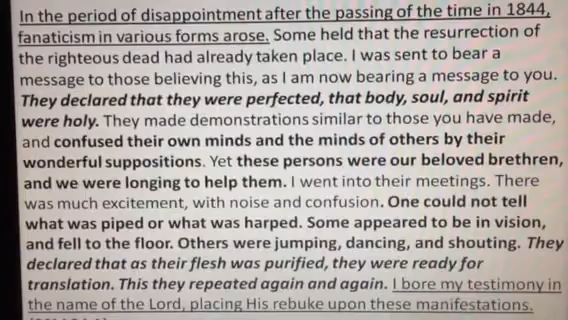 In the period of disappointment after the passing of the time in 1844,
fanaticism in various forms arose. Some held that the resurrection of
the righteous dead had already taken place. I was sent to bear a
message to those believing this, as I am now bearing a message to you.
They declared that they were perfected, that body, soul, and spirit
were holy. They made demonstrations similar to those you have made,
and confused their own minds and the minds of others by their
wonderful suppositions. Yet these persons were our beloved brethren,
and we were longing to help them. I went into their meetings. There
was much excitement, with noise and confusion. One could not tell
what was piped or what was harped. Some appeared to be in vision,
and fell to the floor. Others were jumping, dancing, and shouting. They
declared that as their flesh was purified, they were ready for
translation. This they repeated again and again. I bore my testimony in
the name of the Lord, placing His rebuke upon these manifestations.